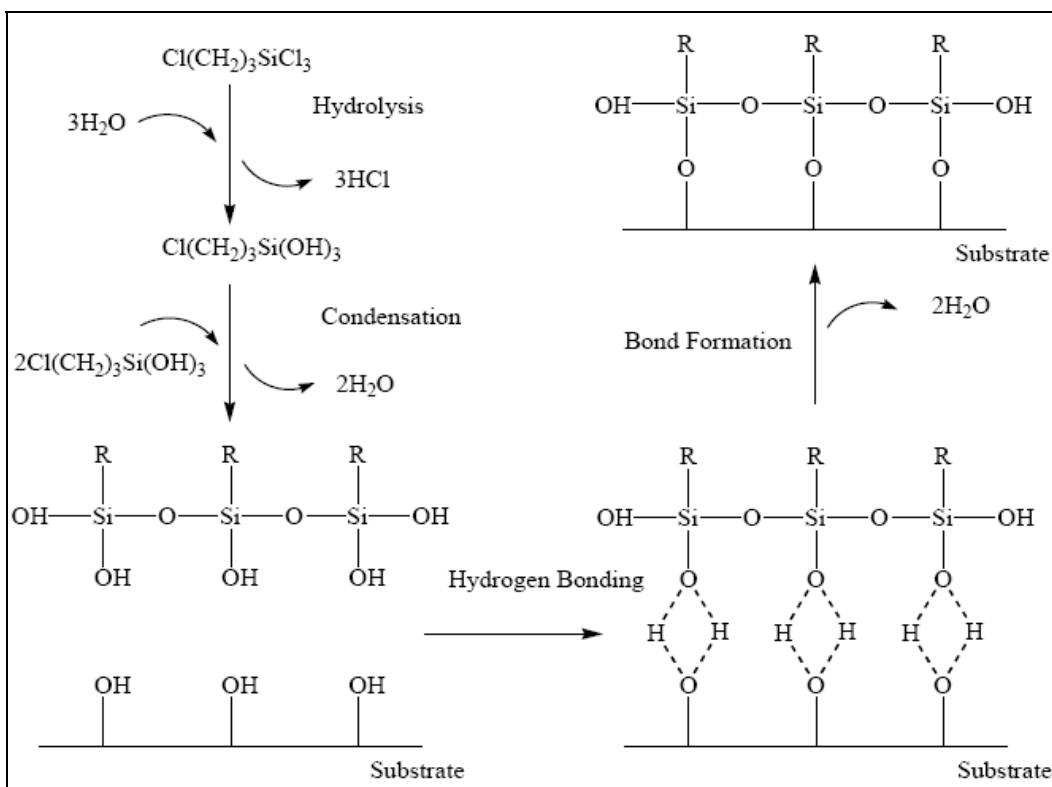 Cl(CH₂)₃SiCl₃
Hydrolysis
3H₂O
3HCl
Cl(CH₂)₃Si(OH)₃
Condensation
2Cl(CH₂)₃Si(OH)₃
2H₂O
R R R
OH—Si—O—Si—O—Si—OH
OH OH OH
OH OH OH
Substrate
Hydrogen Bonding
R R R
OH—Si—O—Si—O—Si—OH
O O O
H H H H H H
O O O
Substrate
Bond Formation
2H₂O
R R R
OH—Si—O—Si—O—Si—OH
O O O
Substrate